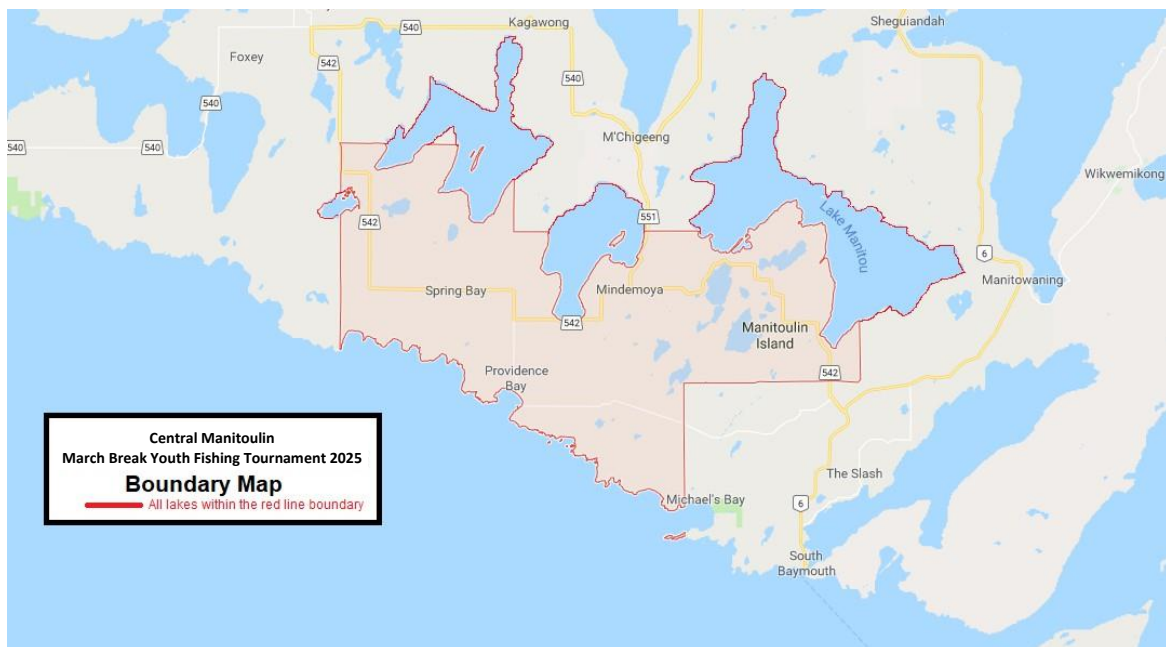 Kagawong
Sheguiandah
540
Foxey
542
540
540
540
540
M'Chigeeng
Wikwemikong
551
542
Lake Manitou
6
Manitowaning
Spring Bay
Mindemoya
542
Manitoulin
Island
Providence
Bay
542
Central Manitoulin
March Break Youth Fishing Tournament 2025
Boundary Map
All lakes within the red line boundary
The Slash
Michael's Bay
6
South
Baymouth